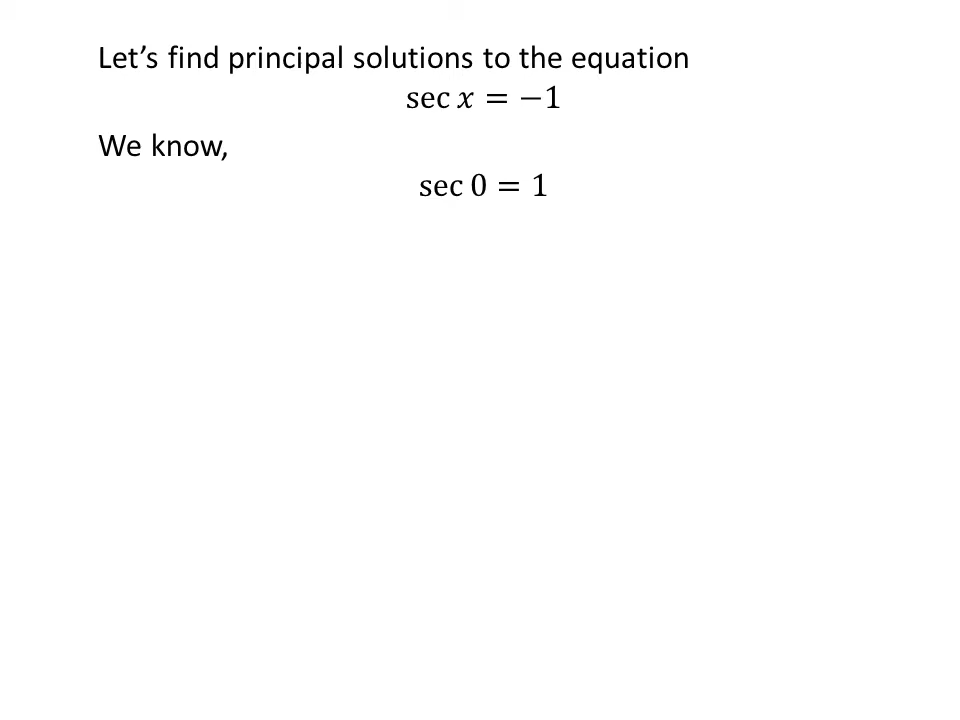 Let’s find principal solutions to the equation
sec 𝑥 = −1
We know,
sec 0 = 1